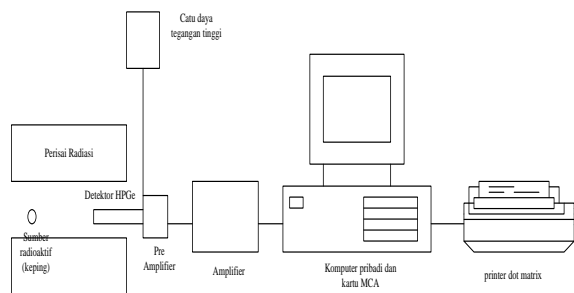 Catu daya
tegangan tinggi
Perisai Radiasi
Detektor HPGe
Sumber
radioaktif
(keping)
Pre
Amplifier
Amplifier
Komputer pribadi dan
kartu MCA
printer dot matrix